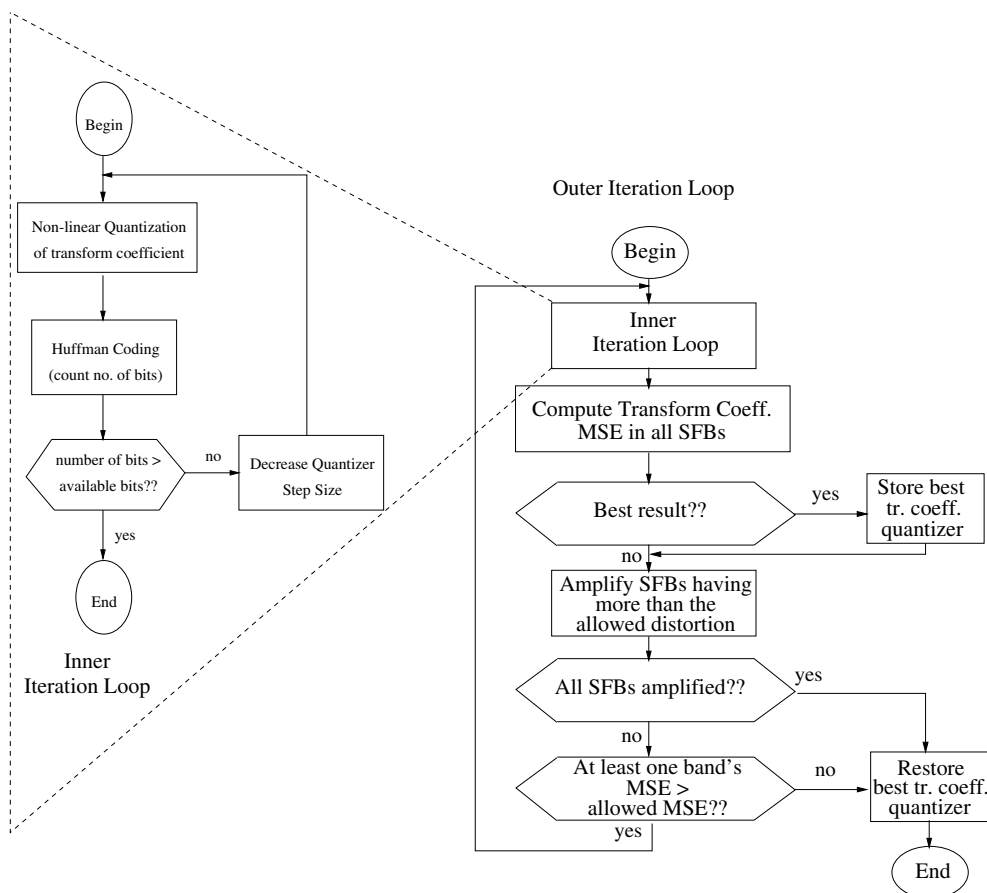 Begin
Non-linear Quantization
of transform coefficient
Huffman Coding
(count no. of bits)
number of bits >
available bits??
no
Decrease Quantizer
Step Size
yes
End
Inner
Iteration Loop
Outer Iteration Loop
Begin
Inner
Iteration Loop
Compute Transform Coeff.
MSE in all SFBs
Best result??
yes
Store best
tr. coeff.
quantizer
no
Amplify SFBs having
more than the
allowed distortion
All SFBs amplified??
yes
no
At least one band's
MSE >
allowed MSE??
no
yes
Restore
best tr. coeff.
quantizer
End